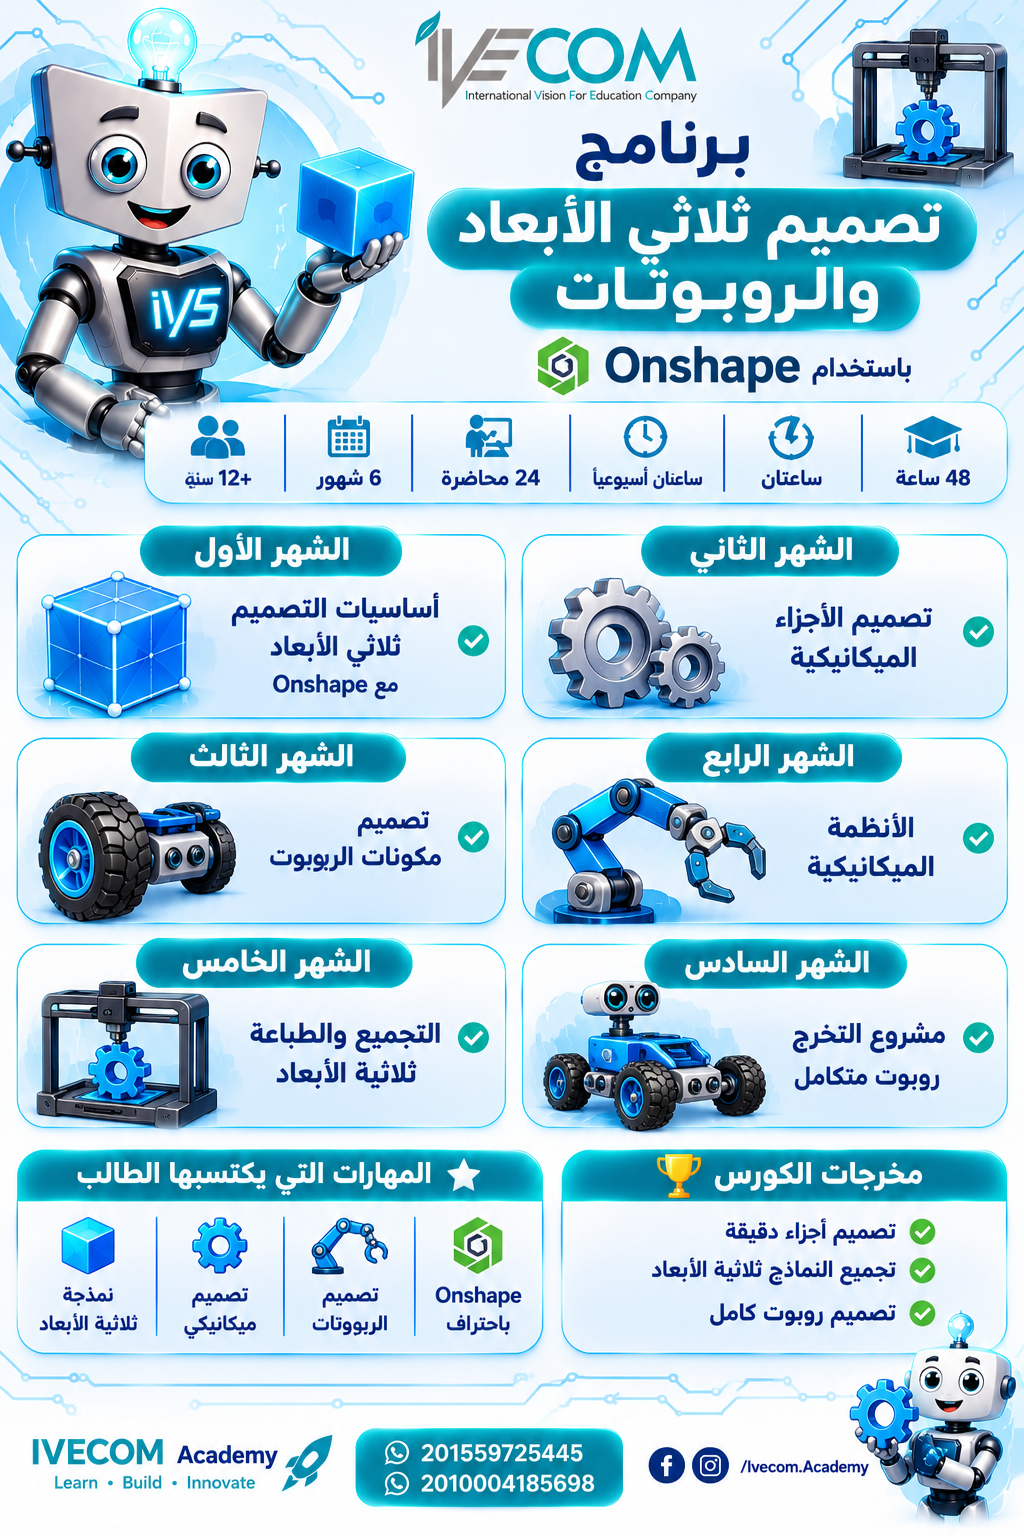 IVECOM
International Vision For Education Company
برنامج
تصميم ثلاثي الأبعاد
والروبوتات
باستخدام Onshape
iVS
48 ساعة
ساعتان
ساعتان أسبوعياً
24 محاضرة
6 شهور
+12 سنة
الشهر الأول
أساسيات التصميم
ثلاثي الأبعاد
مع Onshape
الشهر الثاني
تصميم الأجزاء
الميكانيكية
الشهر الثالث
تصميم
مكونات الروبوت
الشهر الرابع
الأنظمة
الميكانيكية
الشهر الخامس
التجميع والطباعة
ثلاثية الأبعاد
الشهر السادس
مشروع التخرج
روبوت متكامل
مخرجات الكورس
تصميم أجزاء دقيقة
تجميع النماذج ثلاثية الأبعاد
تصميم روبوت كامل
المهارات التي يكتسبها الطالب
Onshape
باحتراف
تصميم
الربووتات
تصميم
ميكانيكي
نمذجة
ثلاثية الأبعاد
IVECOM Academy
Learn • Build • Innovate
201559725445
2010004185698
/Ivecom.Academy